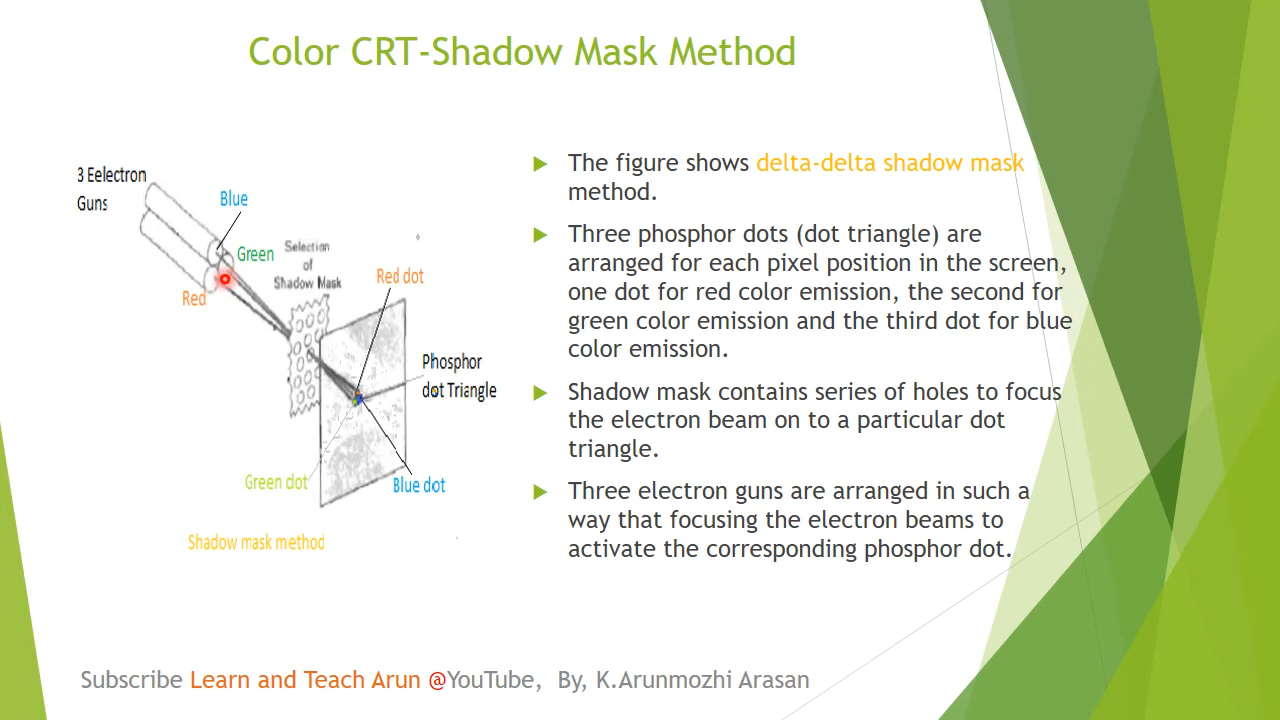 Color CRT-Shadow Mask Method
3 Eelectron
Guns
Blue
Green
Red
Selection
of
Shadow Mask
Red dot
Phosphor
dot Triangle
Green dot
Blue dot
Shadow mask method
The figure shows delta-delta shadow mask
method.
Three phosphor dots (dot triangle) are
arranged for each pixel position in the screen,
one dot for red color emission, the second for
green color emission and the third dot for blue
color emission.
Shadow mask contains series of holes to focus
the electron beam on to a particular dot
triangle.
Three electron guns are arranged in such a
way that focusing the electron beams to
activate the corresponding phosphor dot.
Subscribe Learn and Teach Arun @YouTube, By, K.Arunmozhi Arasan